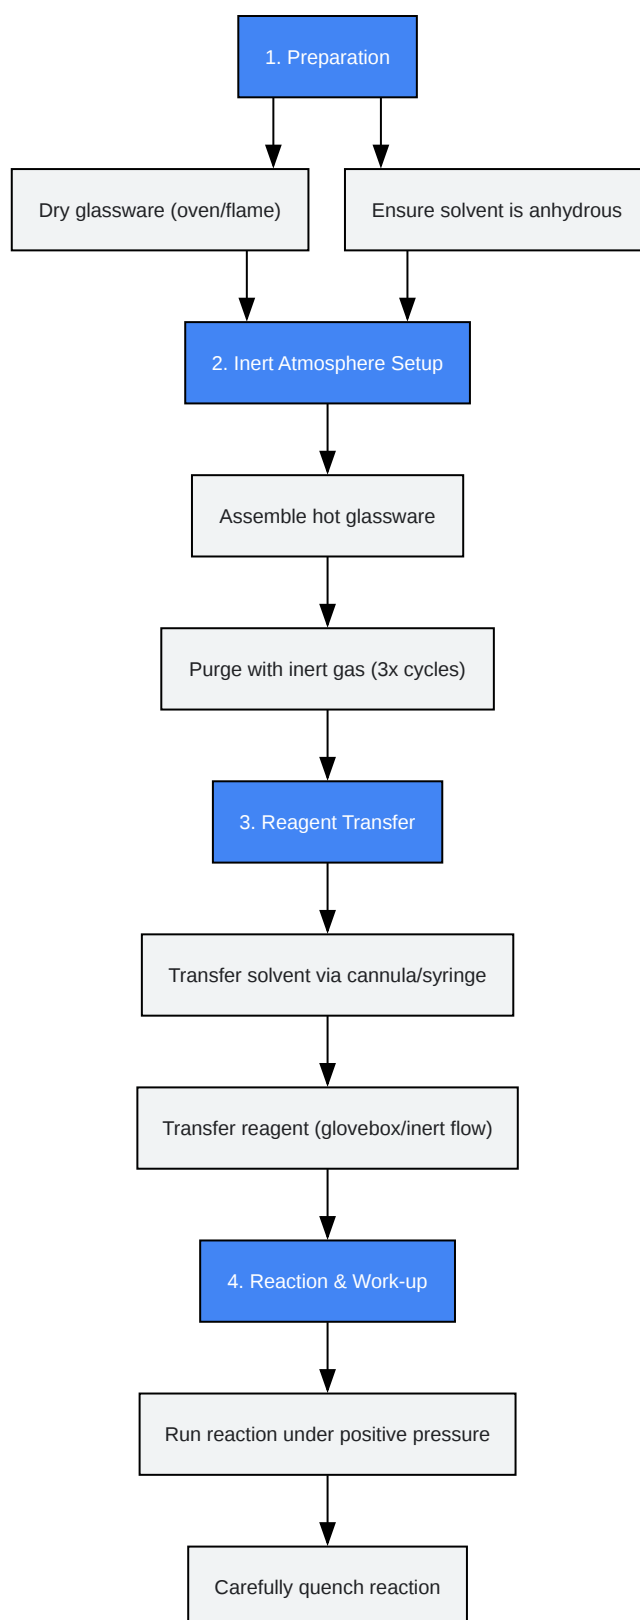 1. Preparation
Dry glassware (oven/flame)
Ensure solvent is anhydrous
2. Inert Atmosphere Setup
Assemble hot glassware
Purge with inert gas (3x cycles)
3. Reagent Transfer
Transfer solvent via cannula/syringe
Transfer reagent (glovebox/inert flow)
4. Reaction & Work-up
Run reaction under positive pressure
Carefully quench reaction